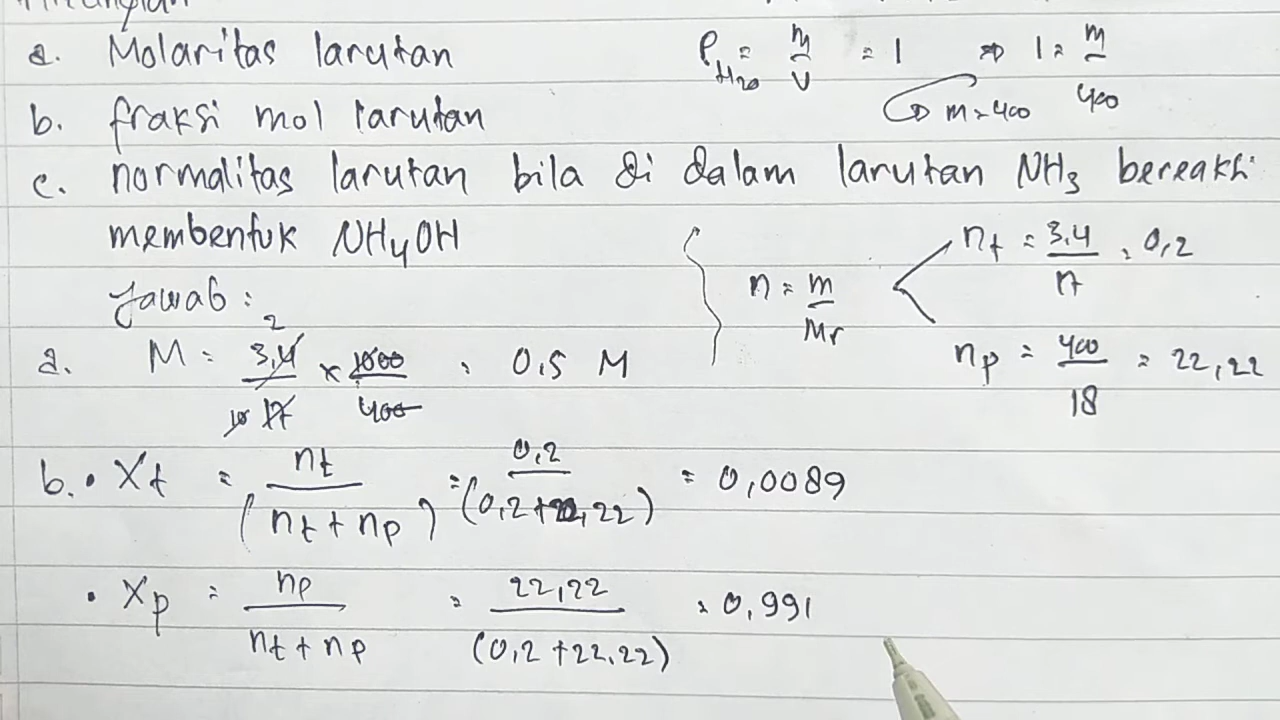 a. Molaritas larutan
ρH₂O = m/V = 1 ⇒ 1 = m/400
m = 400
b. fraksi mol larutan
c. normalitas larutan bila di dalam larutan NH₃ bereaksi
membentuk NH₄OH
Jawab :
n = m/Mr
nt = 3,4/17 = 0,2
np = 400/18 = 22,22
a. M = 3,4/17 × 1000/400 = 0,5 M
b. • Xt = nt/(nt + np) = 0,2/(0,2 + 22,22) = 0,0089
• Xp = np/nt + np = 22,22/(0,2 + 22,22) = 0,991